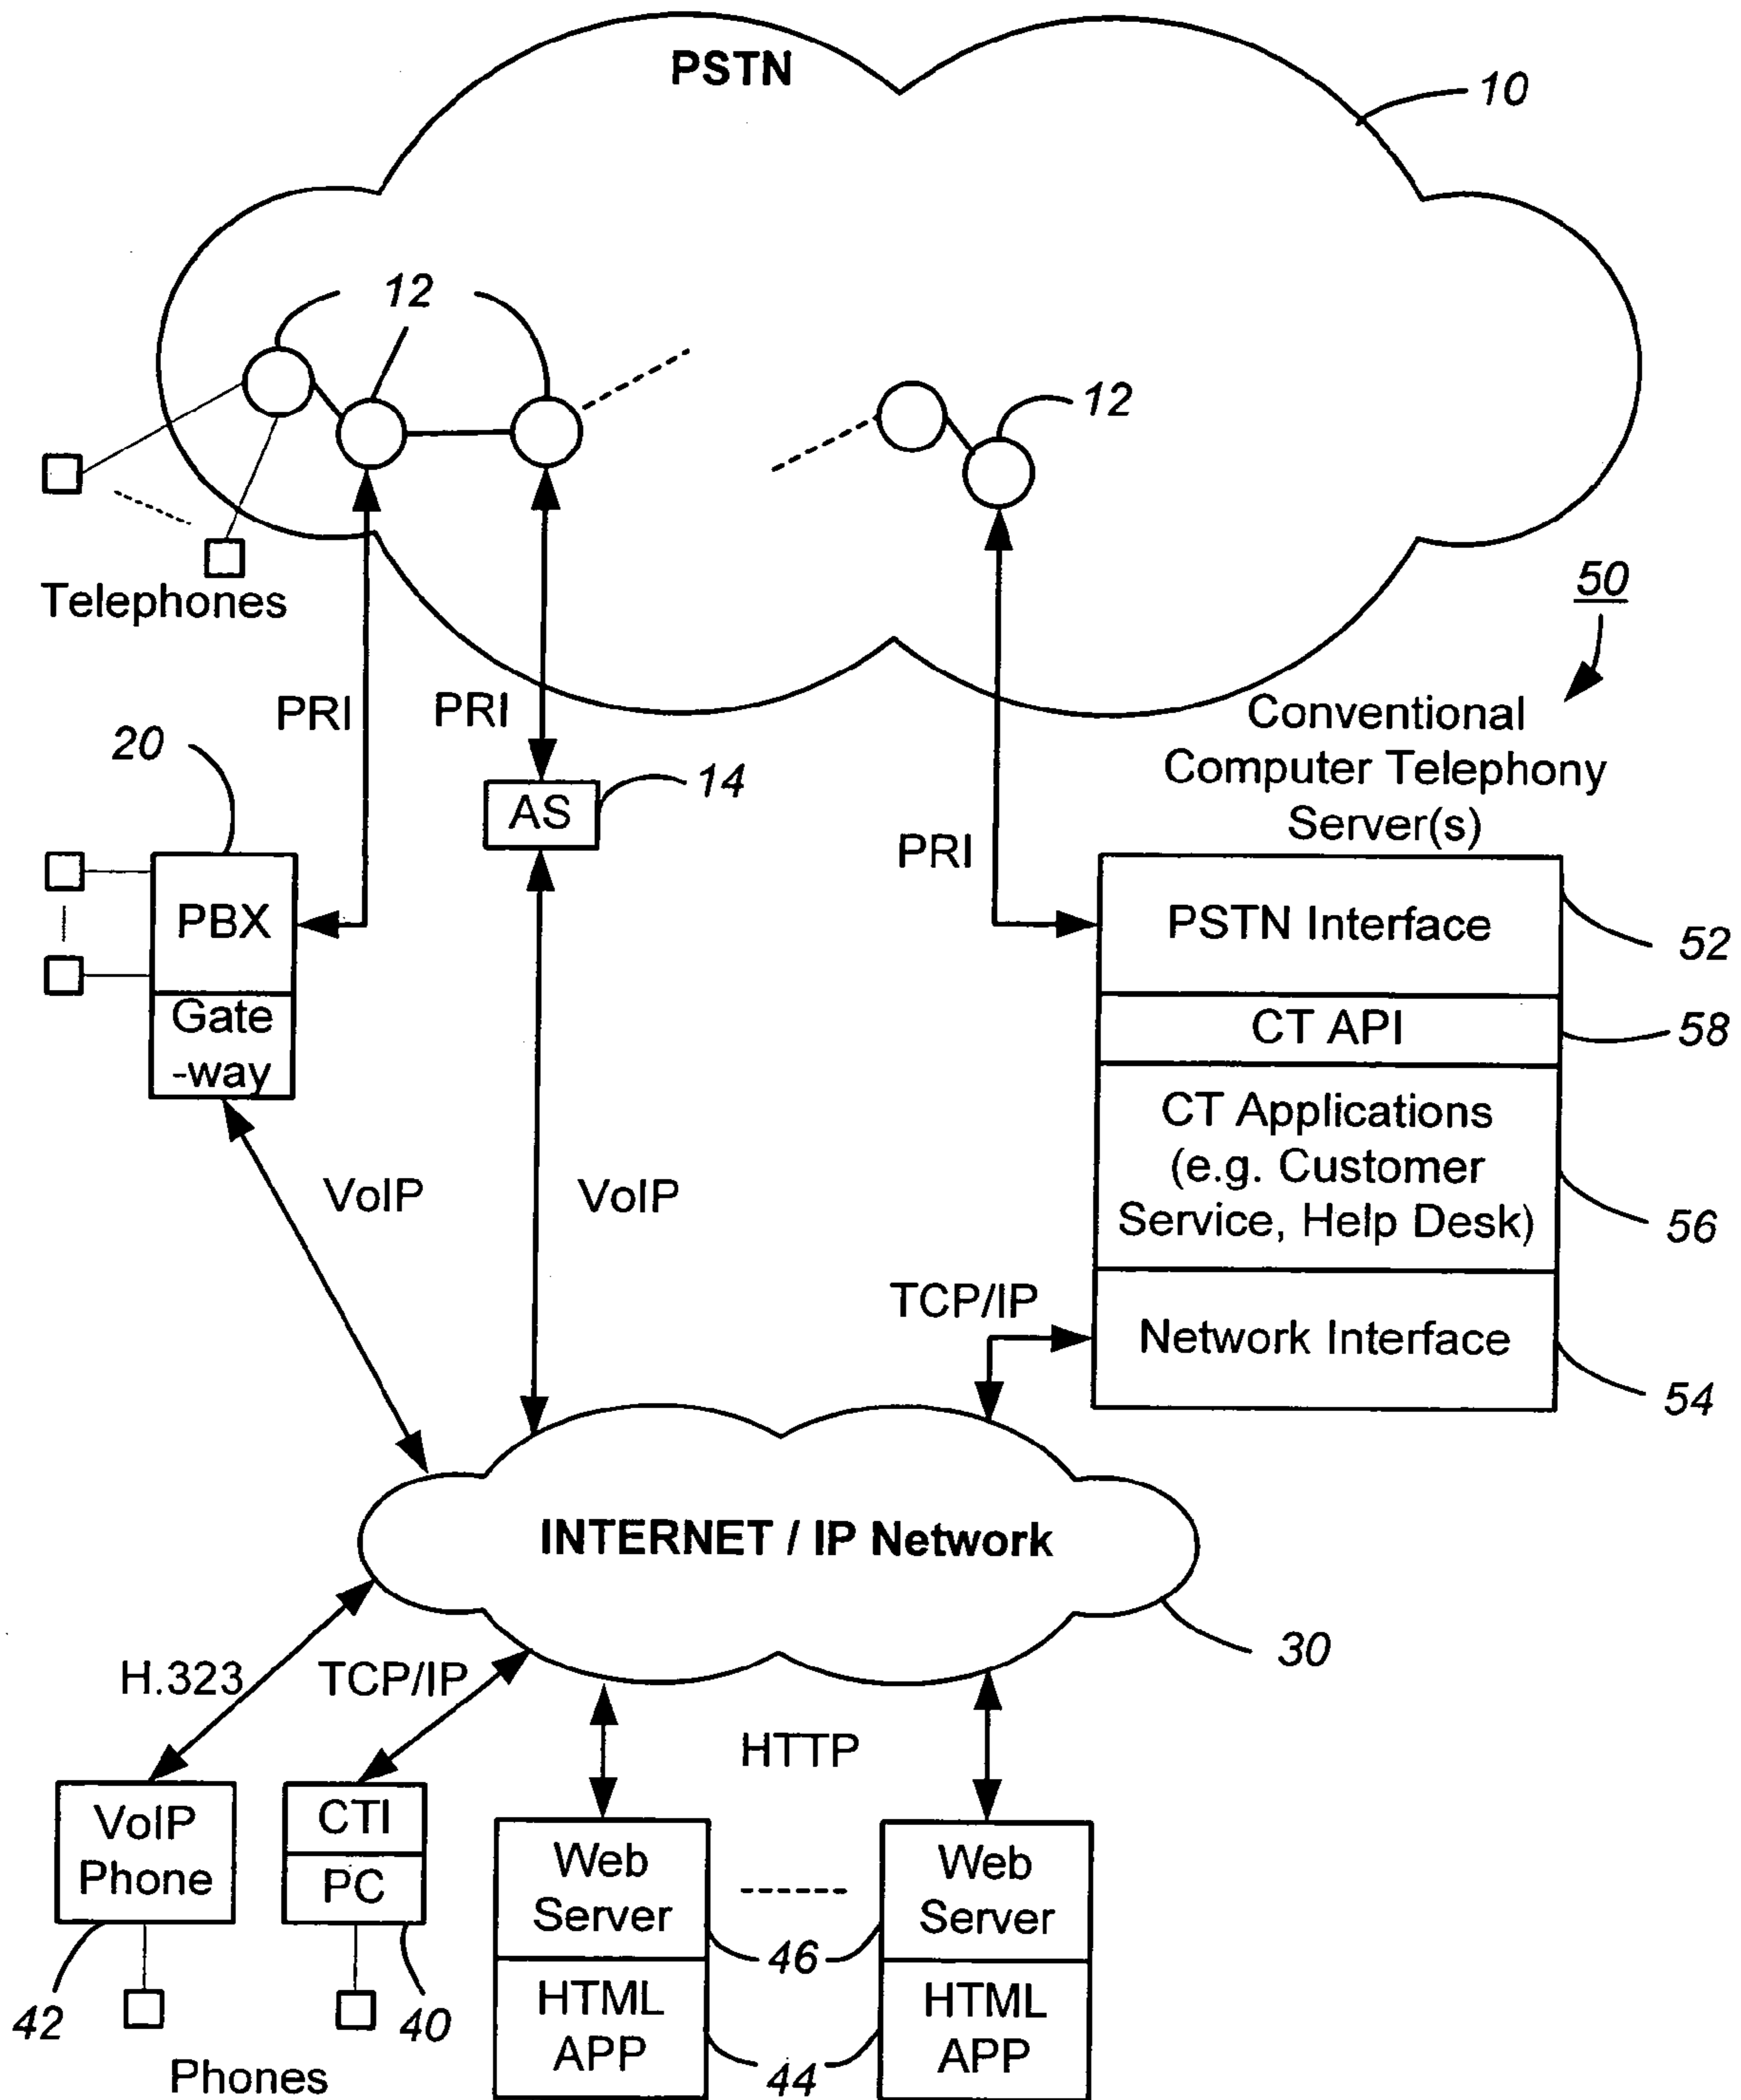 PSTN
10
12
12
Telephones
50
PRI
PRI
Conventional
Computer Telephony
Server(s)
20
14
AS
PRI
PBX
PSTN Interface
52
Gate
-way
CT API
58
CT Applications
(e.g. Customer
Service, Help Desk)
56
VoIP
VoIP
TCP/IP
Network Interface
54
INTERNET / IP Network
30
H.323
TCP/IP
HTTP
VoIP
Phone
CTI
PC
Web
Server
Web
Server
46
42
40
HTML
APP
HTML
APP
44
Phones